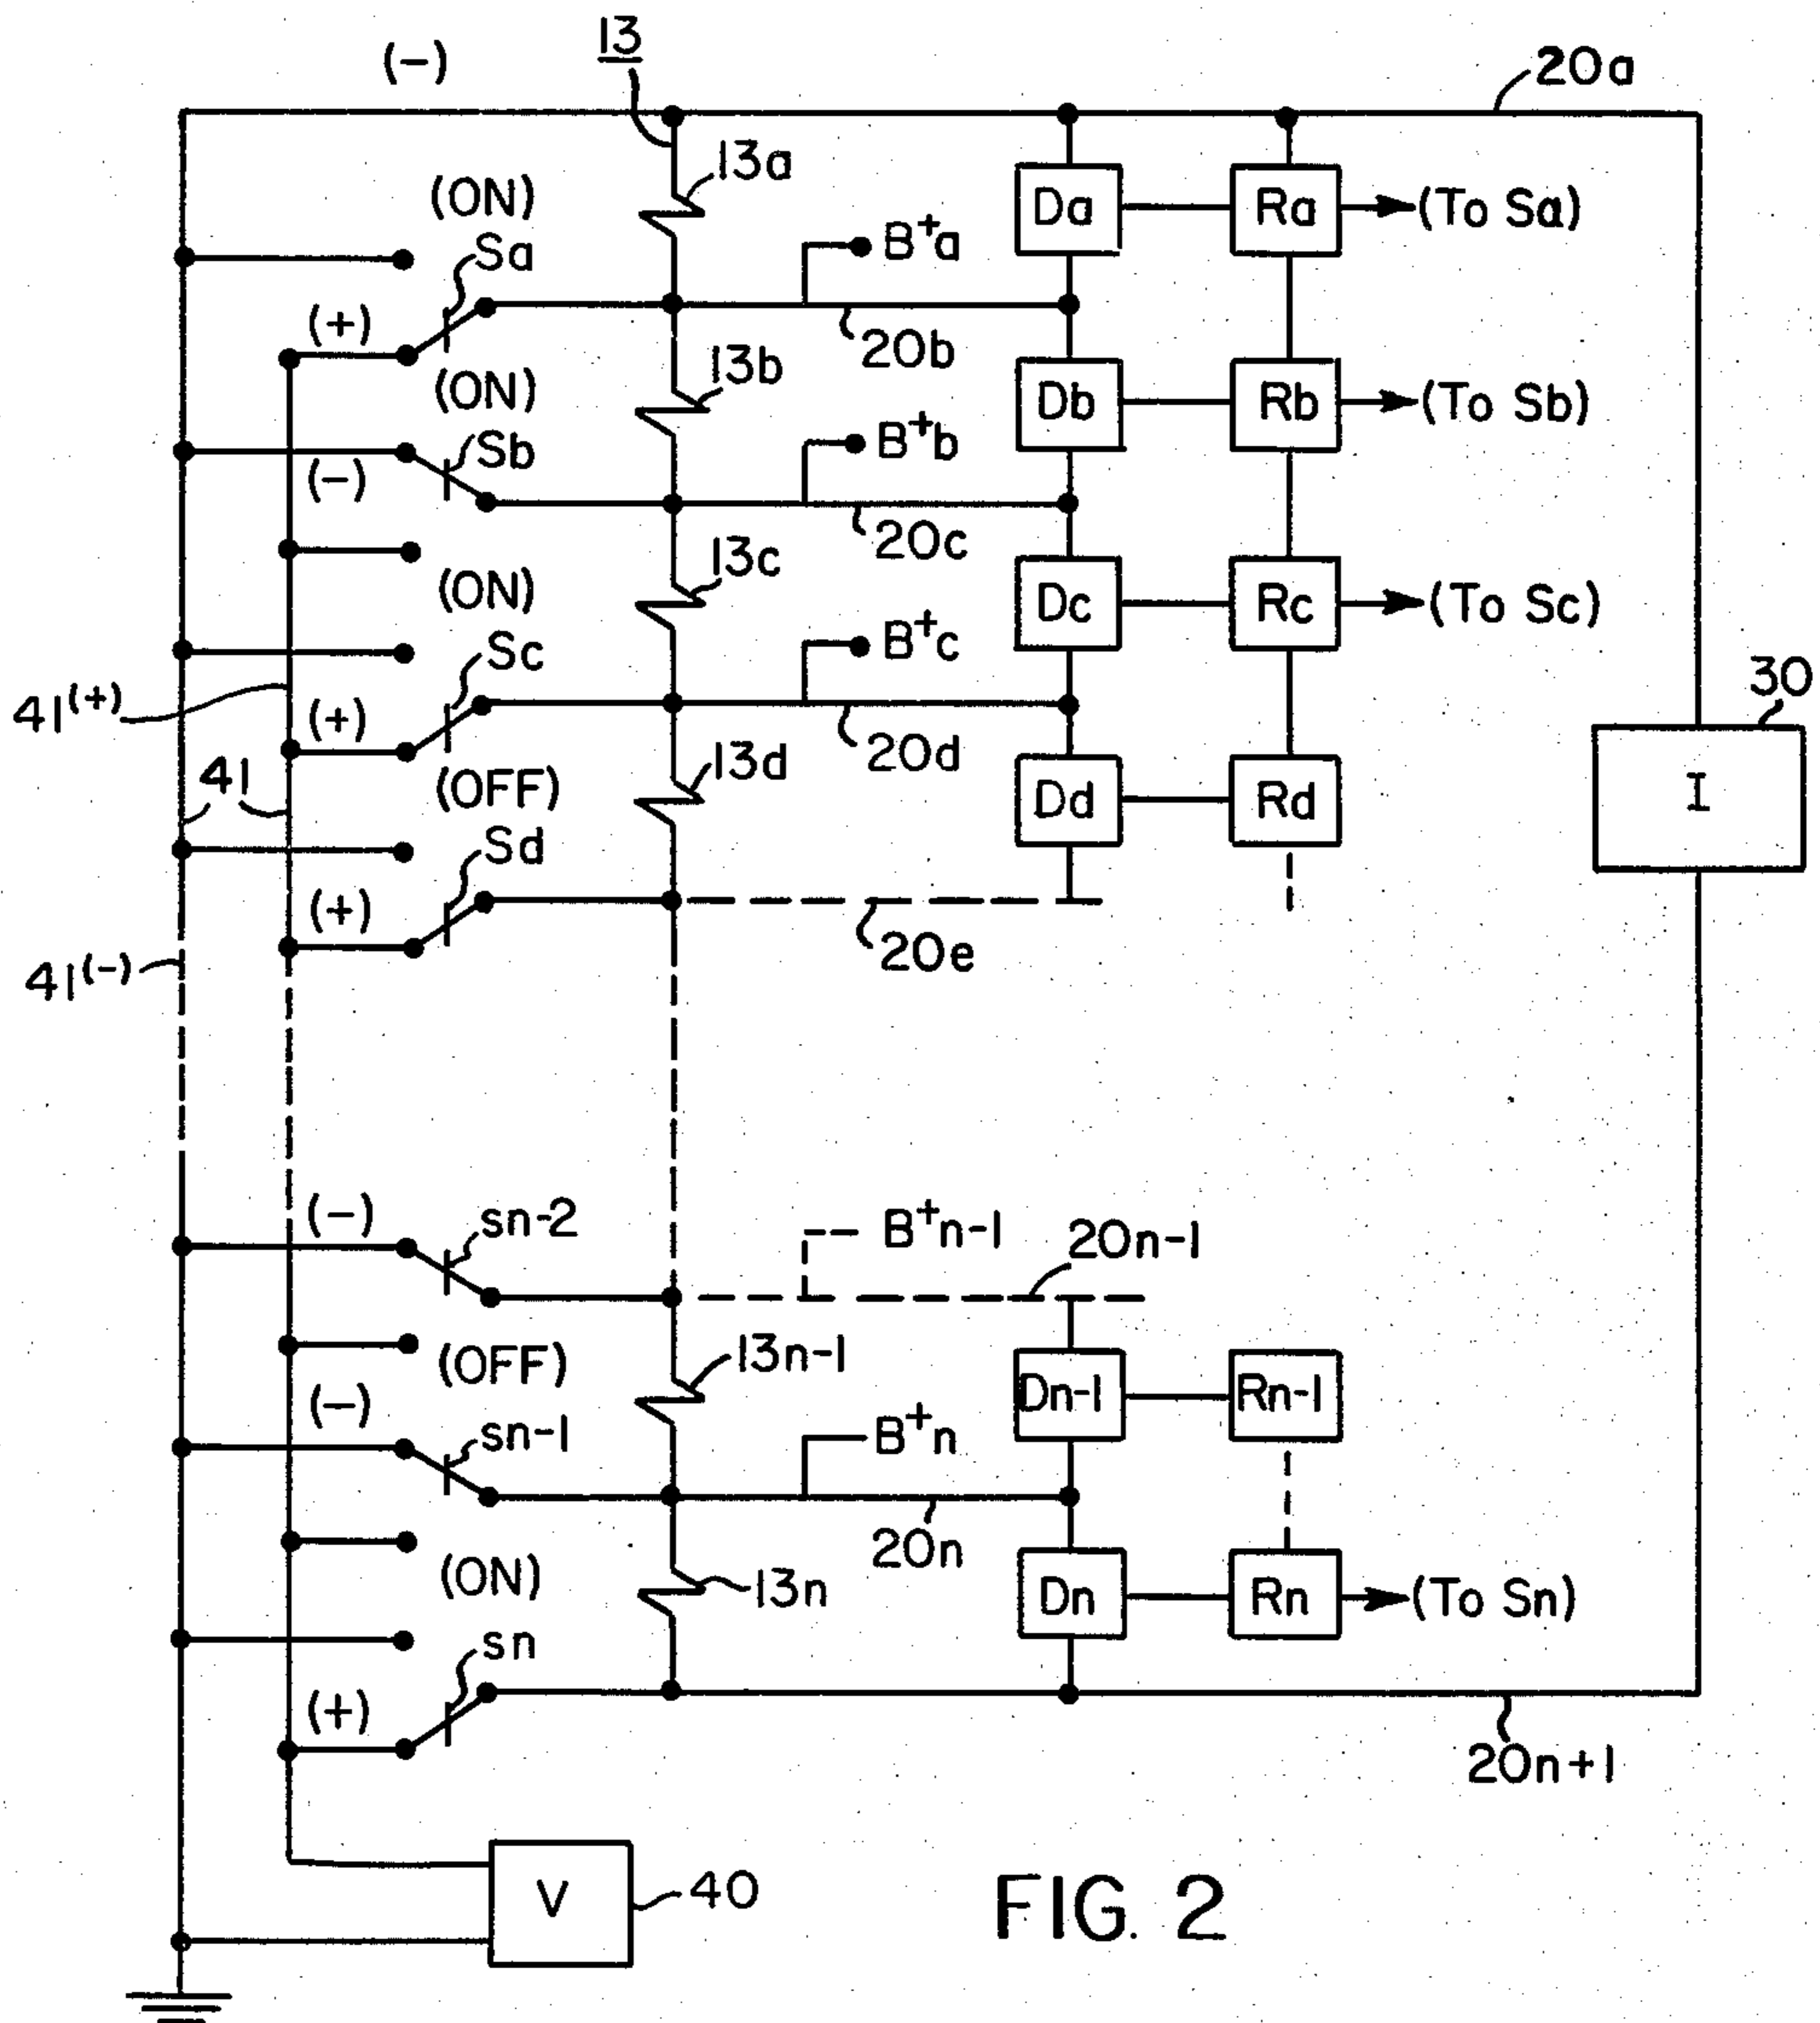 13
(-)
20a
13a
(ON)
Da
Ra
(To Sa)
Sa
B+a
(+)
20b
13b
(ON)
Db
Rb
(To Sb)
Sb
B+b
(-)
20c
13c
(ON)
Dc
Rc
(To Sc)
Sc
B+c
30
41(+)
(+)
20d
13d
41
(OFF)
Dd
Rd
I
Sd
(+)
20e
41(-)
(-)
sn-2
B+n-1
20n-1
13n-1
(OFF)
Dn-1
Rn-1
(-)
sn-1
B+n
20n
(ON)
13n
Dn
Rn
(To Sn)
sn
(+)
20n+1
V
40
FIG. 2